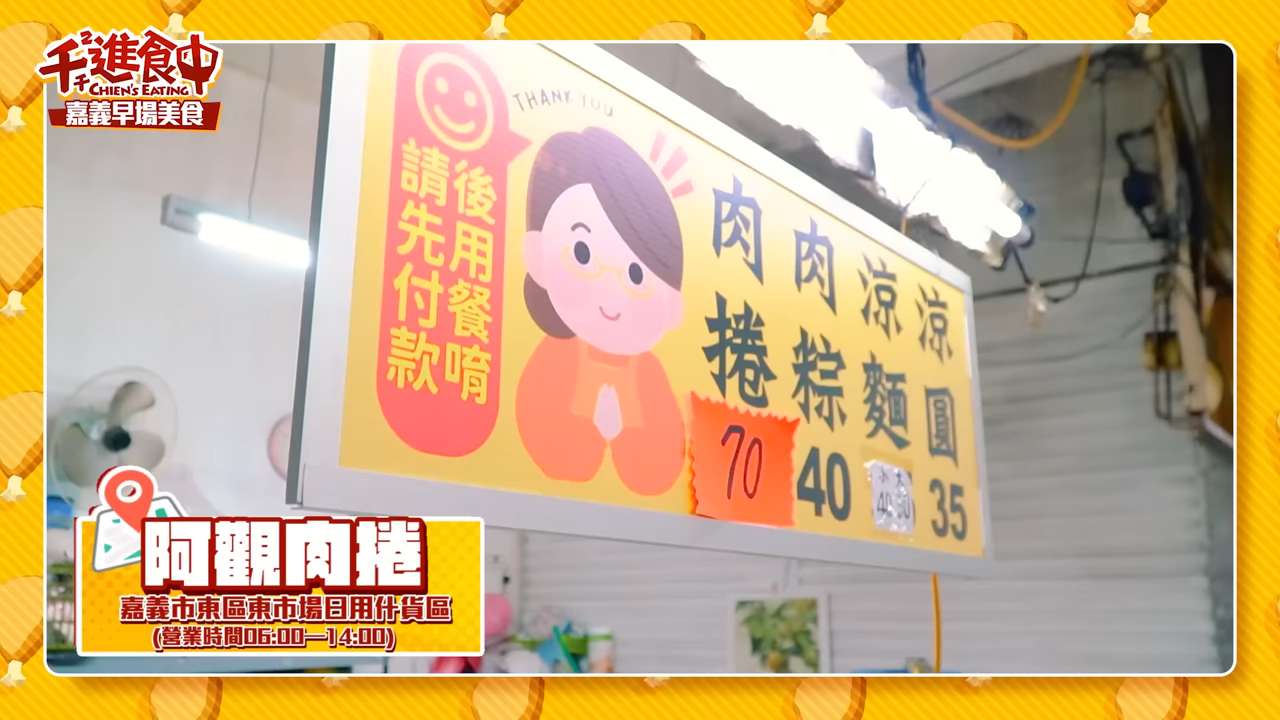 千千進食中
CHIEN'S EATING
嘉義早場美食
THANK YOU
請先付款
後用餐唷
肉捲 70
肉粽 40
涼麵
小 大
40 50
涼圓 35
阿觀肉捲
嘉義市東區東市場日用什貨區
(營業時間06:00—14:00)